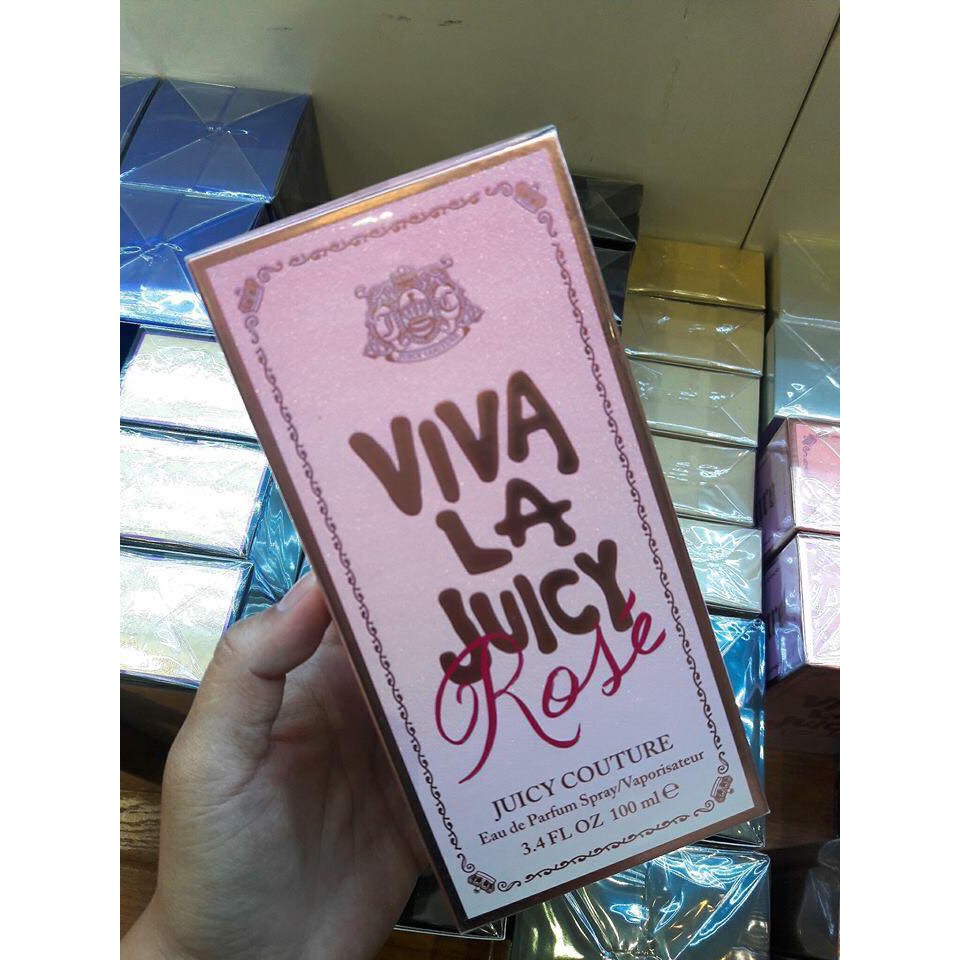 J C
VIVA
LA
JUICY
Rosé
JUICY COUTURE
Eau de Parfum Spray/Vaporisateur
3.4 FL OZ 100 ml ℮